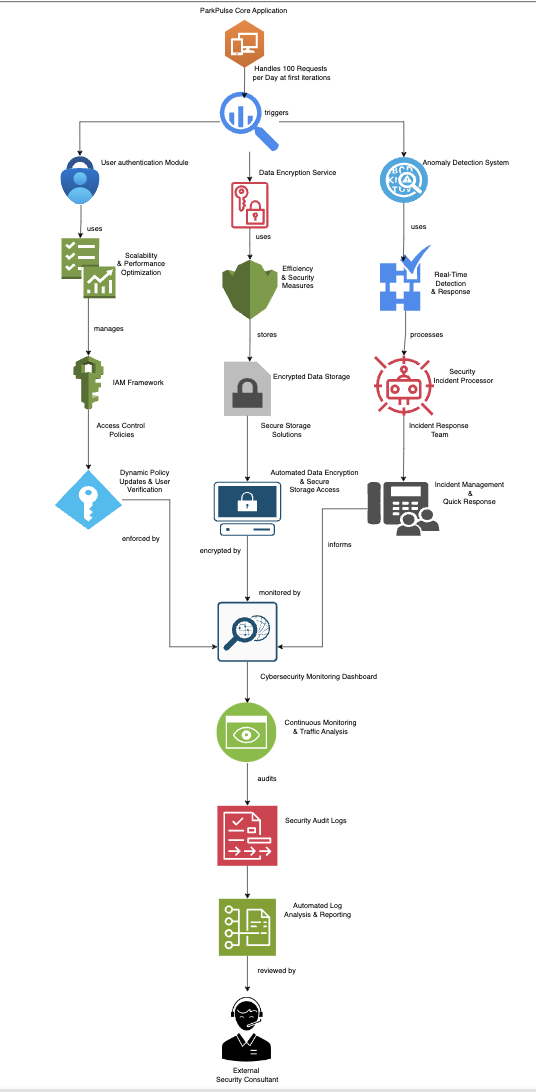 ParkPulse Core Application
Handles 100 Requests
per Day at first iterations
triggers
User authentication Module
Data Encryption Service
Anomaly Detection System
uses
uses
uses
Scalability
& Performance
Optimization
Efficiency
& Security
Measures
Real-Time
Detection
& Response
manages
stores
processes
IAM Framework
Encrypted Data Storage
Security
Incident Processor
Access Control
Policies
Secure Storage
Solutions
Incident Response
Team
Dynamic Policy
Updates & User
Verification
Automated Data Encryption
& Secure
Storage Access
Incident Management
&
Quick Response
enforced by
encrypted by
informs
monitored by
Cybersecurity Monitoring Dashboard
Continuous Monitoring
& Traffic Analysis
audits
Security Audit Logs
Automated Log
Analysis & Reporting
reviewed by
External
Security Consultant